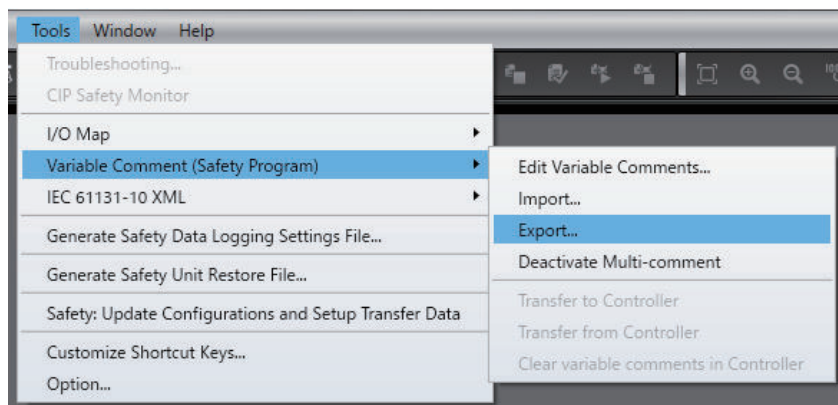 Tools Window Help
Troubleshooting...
CIP Safety Monitor
I/O Map
Variable Comment (Safety Program)
IEC 61131-10 XML
Generate Safety Data Logging Settings File...
Generate Safety Unit Restore File...
Safety: Update Configurations and Setup Transfer Data
Customize Shortcut Keys...
Option...
Edit Variable Comments...
Import...
Export...
Deactivate Multi-comment
Transfer to Controller
Transfer from Controller
Clear variable comments in Controller